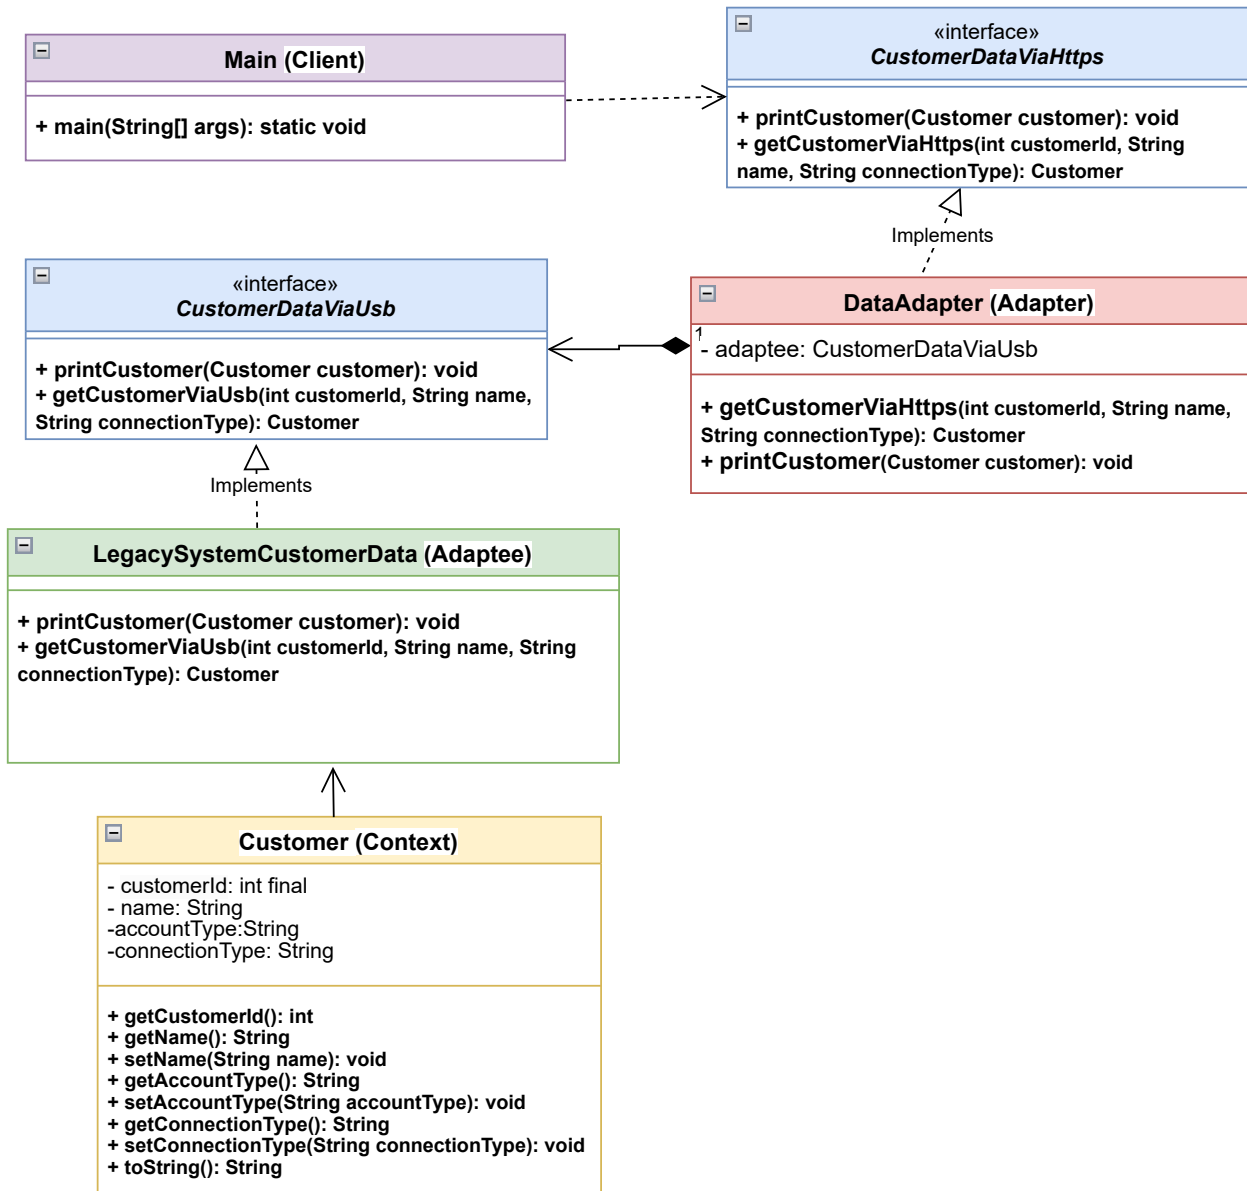 Main (Client)
+ main(String[] args): static void
«interface»
CustomerDataViaHttps
+ printCustomer(Customer customer): void
+ getCustomerViaHttps(int customerId, String
name, String connectionType): Customer
Implements
«interface»
CustomerDataViaUsb
+ printCustomer(Customer customer): void
+ getCustomerViaUsb(int customerId, String name,
String connectionType): Customer
DataAdapter (Adapter)
1
- adaptee: CustomerDataViaUsb
+ getCustomerViaHttps(int customerId, String name,
String connectionType): Customer
+ printCustomer(Customer customer): void
Implements
LegacySystemCustomerData (Adaptee)
+ printCustomer(Customer customer): void
+ getCustomerViaUsb(int customerId, String name, String
connectionType): Customer
Customer (Context)
- customerId: int final
- name: String
-accountType:String
-connectionType: String
+ getCustomerId(): int
+ getName(): String
+ setName(String name): void
+ getAccountType(): String
+ setAccountType(String accountType): void
+ getConnectionType(): String
+ setConnectionType(String connectionType): void
+ toString(): String